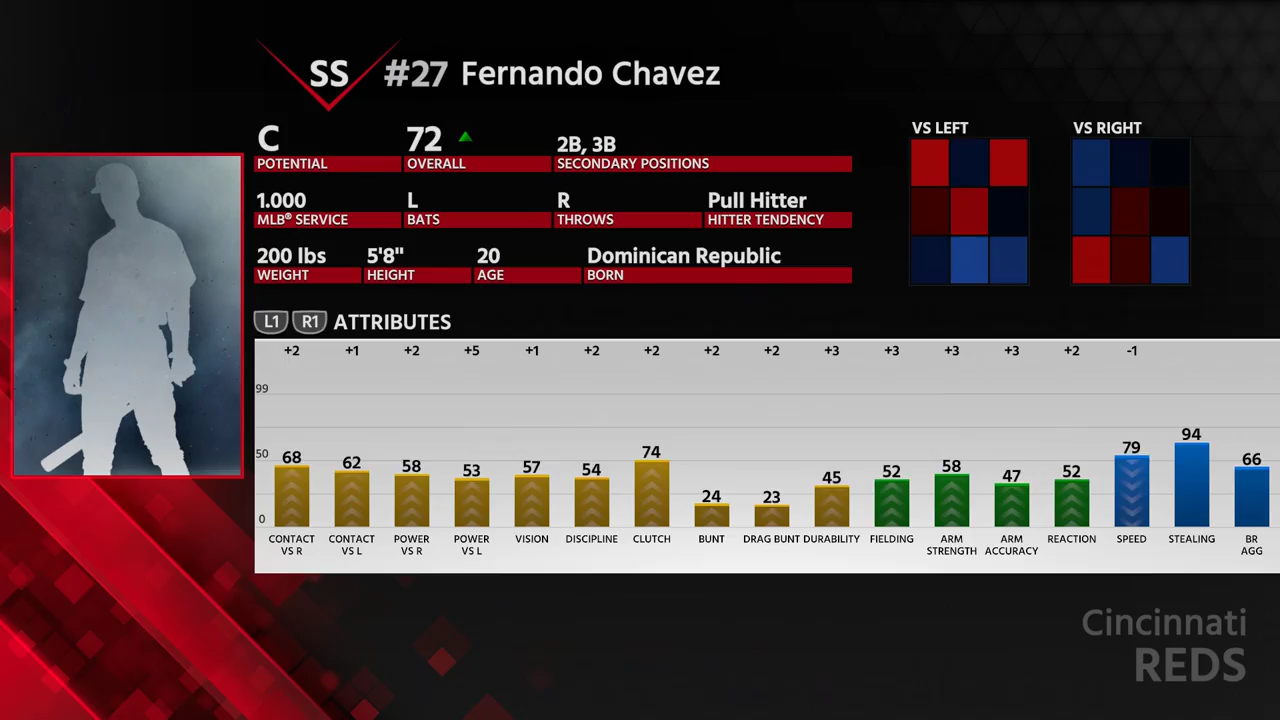 SS #27 Fernando Chavez
C 72 2B, 3B
POTENTIAL OVERALL SECONDARY POSITIONS
1.000 L R Pull Hitter
MLB® SERVICE BATS THROWS HITTER TENDENCY
200 lbs 5'8" 20 Dominican Republic
WEIGHT HEIGHT AGE BORN
VS LEFT VS RIGHT
L1 R1 ATTRIBUTES
+2 +1 +2 +5 +1 +2 +2 +2 +2 +3 +3 +3 +3 +2 -1
99
50
0
68 62 58 53 57 54 74 24 23 45 52 58 47 52 79 94 66
CONTACT CONTACT POWER POWER VISION DISCIPLINE CLUTCH BUNT DRAG BUNT DURABILITY FIELDING ARM ARM REACTION SPEED STEALING BR
VS R VS L VS R VS L STRENGTH ACCURACY AGG
Cincinnati
REDS